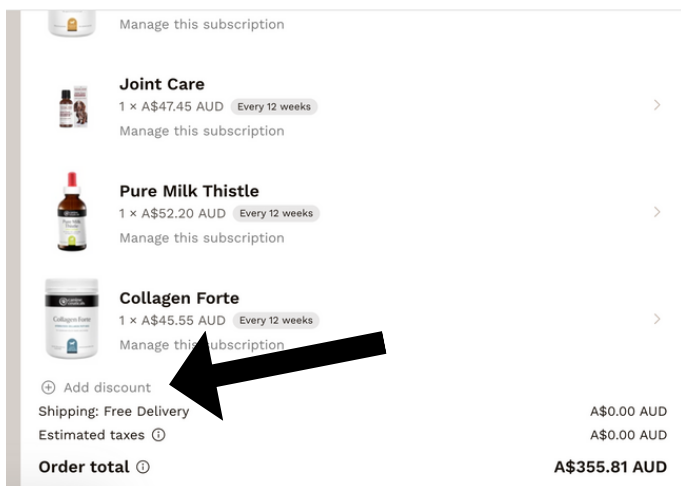 Manage this subscription
Joint Care
1 × A$47.45 AUD Every 12 weeks
Manage this subscription
Pure Milk Thistle
1 × A$52.20 AUD Every 12 weeks
Manage this subscription
Collagen Forte
1 × A$45.55 AUD Every 12 weeks
Manage this subscription
Collagen Forte
Add discount
Shipping: Free Delivery A$0.00 AUD
Estimated taxes A$0.00 AUD
Order total A$355.81 AUD